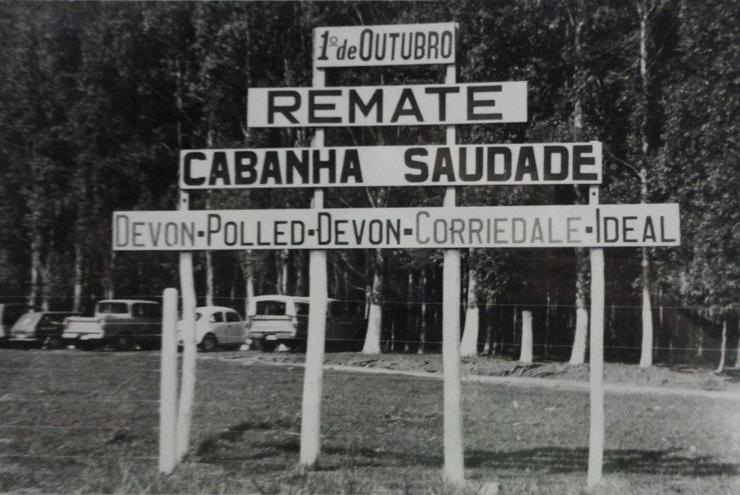 1º de OUTUBRO
REMATE
CABANHA SAUDADE
DEVON-POLLED-DEVON-CORRIEDALE-IDEAL